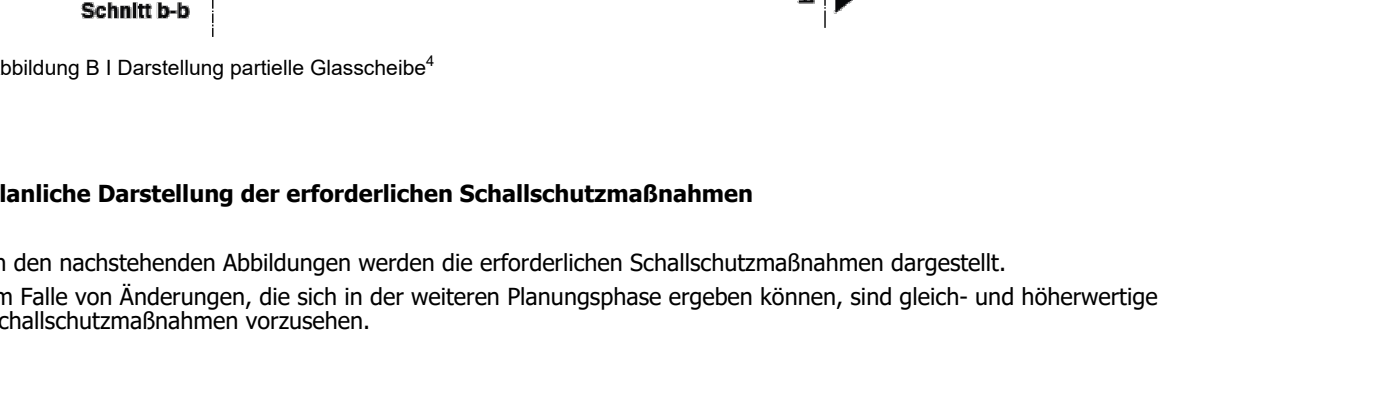 Schnitt b-b
bbildung B I Darstellung partielle Glasscheibe⁴
lanliche Darstellung der erforderlichen Schallschutzmaßnahmen
n den nachstehenden Abbildungen werden die erforderlichen Schallschutzmaßnahmen dargestellt.
m Falle von Änderungen, die sich in der weiteren Planungsphase ergeben können, sind gleich- und höherwertige
challschutzmaßnahmen vorzusehen.